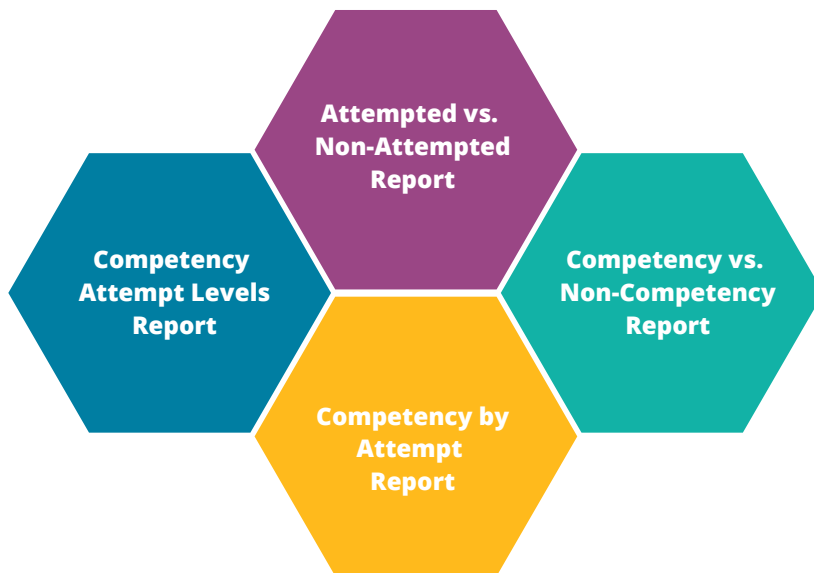 Attempted vs.
Non-Attempted
Report
Competency
Attempt Levels
Report
Competency vs.
Non-Competency
Report
Competency by
Attempt
Report